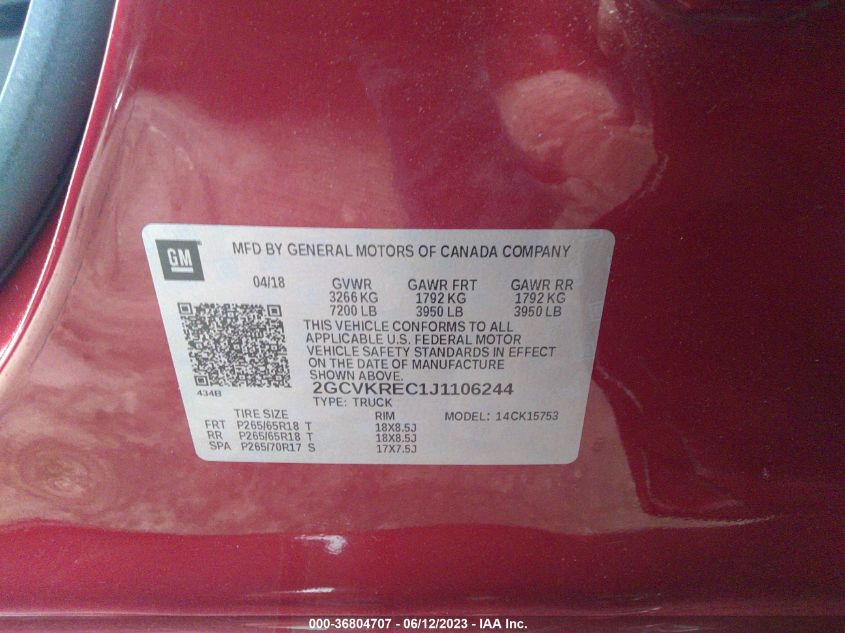 GM MFD BY GENERAL MOTORS OF CANADA COMPANY
04/18 GVWR GAWR FRT GAWR RR
3266 KG 1792 KG 1792 KG
7200 LB 3950 LB 3950 LB
THIS VEHICLE CONFORMS TO ALL
APPLICABLE U.S. FEDERAL MOTOR
VEHICLE SAFETY STANDARDS IN EFFECT
ON THE DATE OF MANUFACTURE
SHOWN ABOVE.
434B 2GCVKREC1J1106244
TYPE: TRUCK
TIRE SIZE RIM MODEL: 14CK15753
FRT P265/65R18 T 18X8.5J
RR P265/65R18 T 18X8.5J
SPA P265/70R17 S 17X7.5J
000-36804707 - 06/12/2023 - IAA Inc.